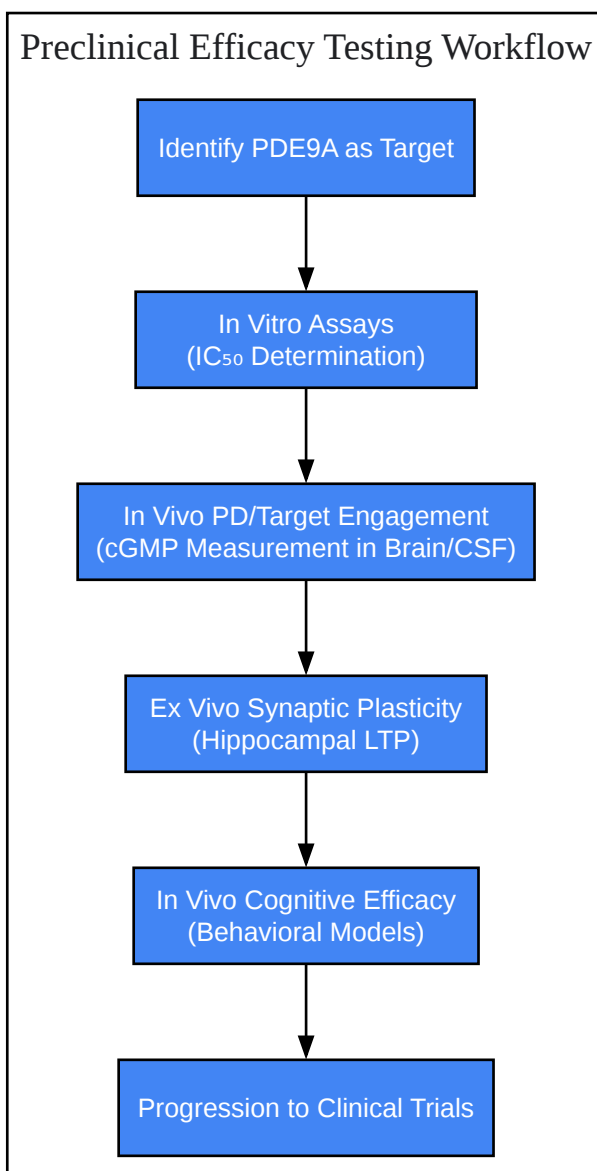 Preclinical Efficacy Testing Workflow
Identify PDE9A as Target
In Vitro Assays
(IC₅₀ Determination)
In Vivo PD/Target Engagement
(cGMP Measurement in Brain/CSF)
Ex Vivo Synaptic Plasticity
(Hippocampal LTP)
In Vivo Cognitive Efficacy
(Behavioral Models)
Progression to Clinical Trials